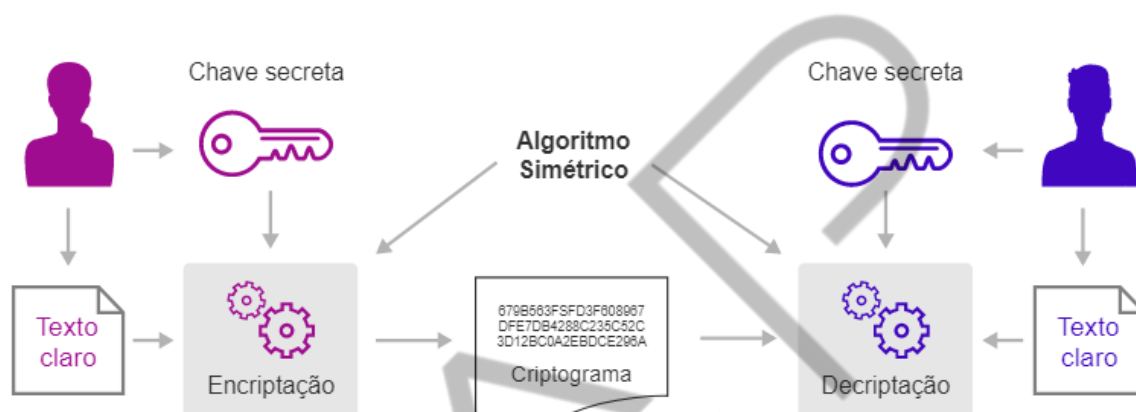 Chave secreta
Chave secreta
Algoritmo
Simétrico
Texto
claro
Encriptação
679B563FSFD3F608967
DFE7DB4288C235C52C
3D12BC0A2EBDCE296A
Criptograma
Decriptação
Texto
claro